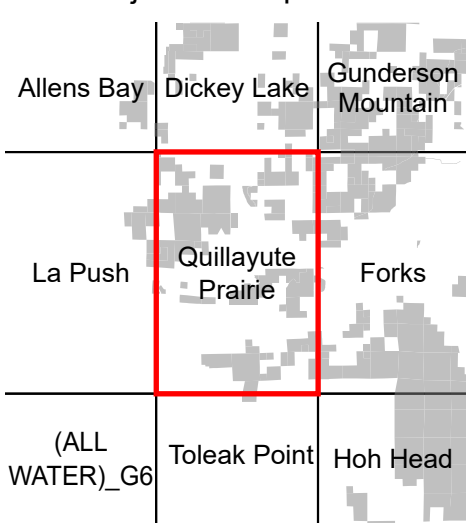 Allens Bay
Dickey Lake
Gunderson
Mountain
La Push
Quillayute
Prairie
Forks
(ALL
WATER)_G6
Toleak Point
Hoh Head